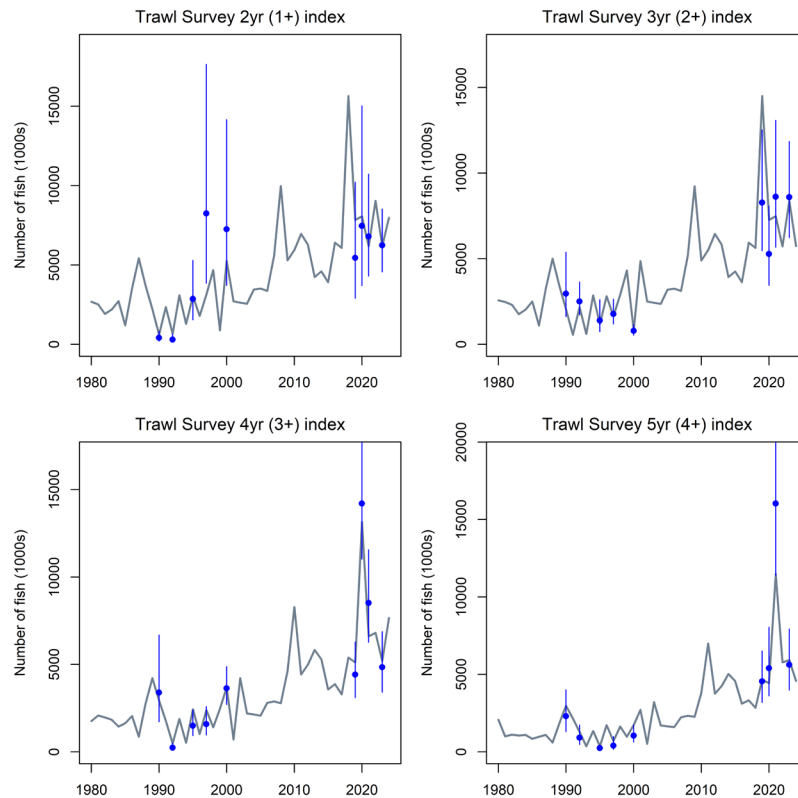 Trawl Survey 2yr (1+) index
Number of fish (1000s)
0 5000 10000 15000
1980 1990 2000 2010 2020
Trawl Survey 3yr (2+) index
Number of fish (1000s)
0 5000 10000 15000
1980 1990 2000 2010 2020
Trawl Survey 4yr (3+) index
Number of fish (1000s)
0 5000 10000 15000
1980 1990 2000 2010 2020
Trawl Survey 5yr (4+) index
Number of fish (1000s)
0 5000 10000 15000 20000
1980 1990 2000 2010 2020